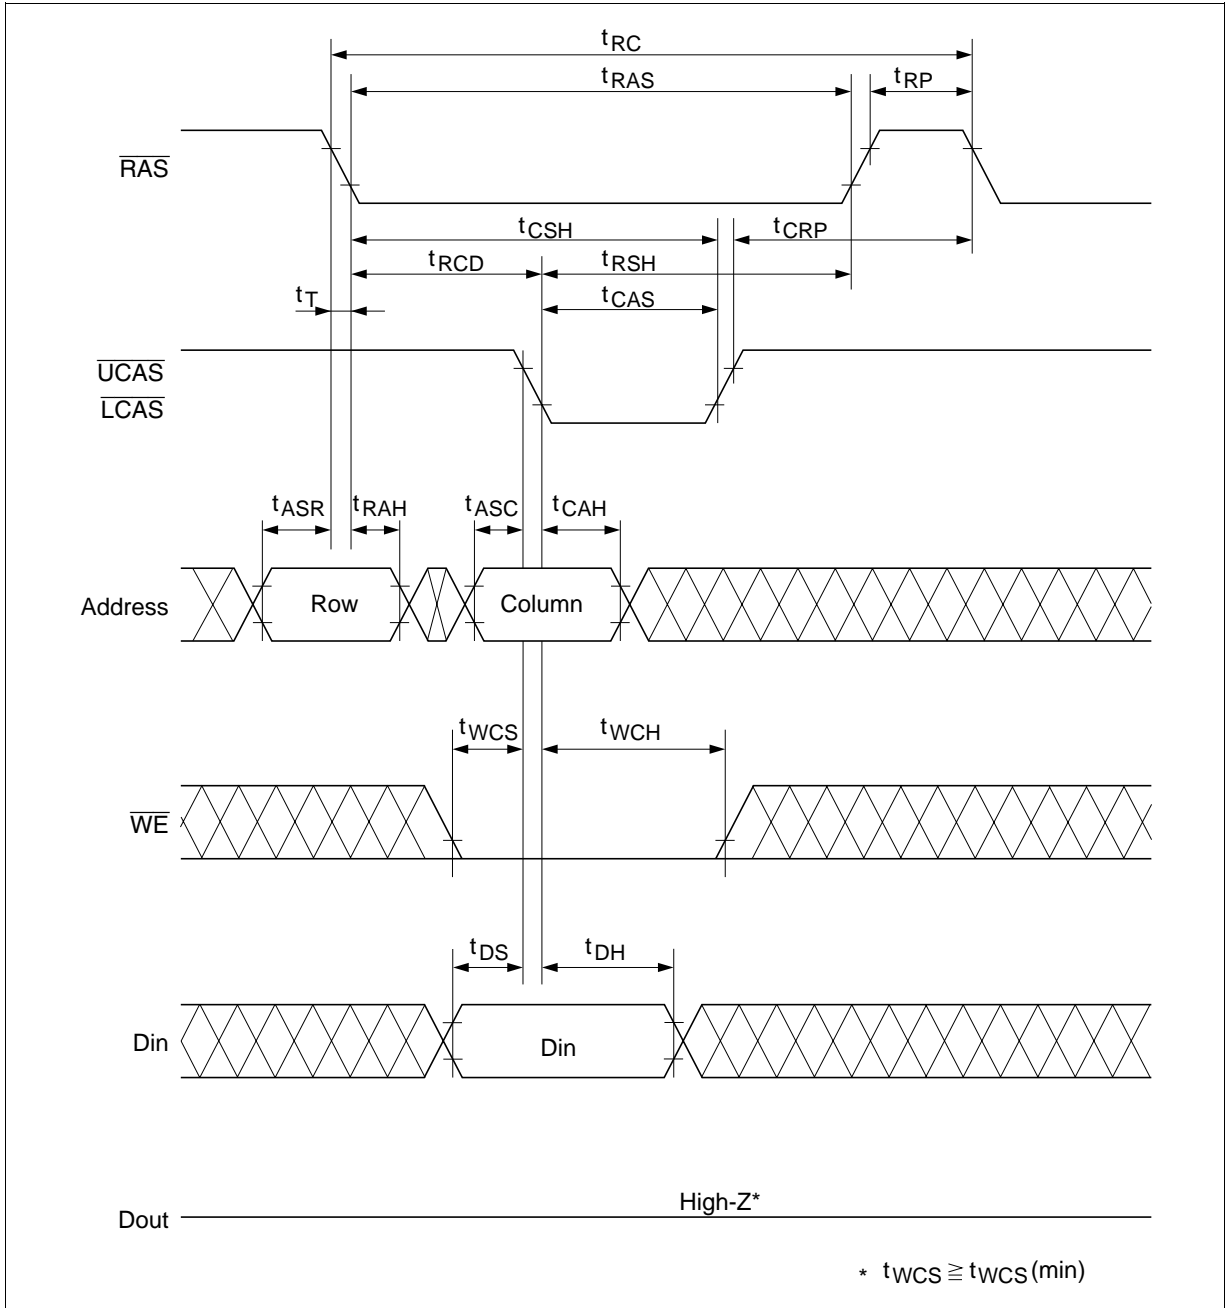 tRC
tRAS
tRP
RAS
tCSH
tCRP
tRCD
tRSH
tT
tCAS
UCAS
LCAS
tASR
tRAH
tASC
tCAH
Address
Row
Column
tWCS
tWCH
WE
tDS
tDH
Din
Din
High-Z*
Dout
* tWCS ≧ tWCS(min)